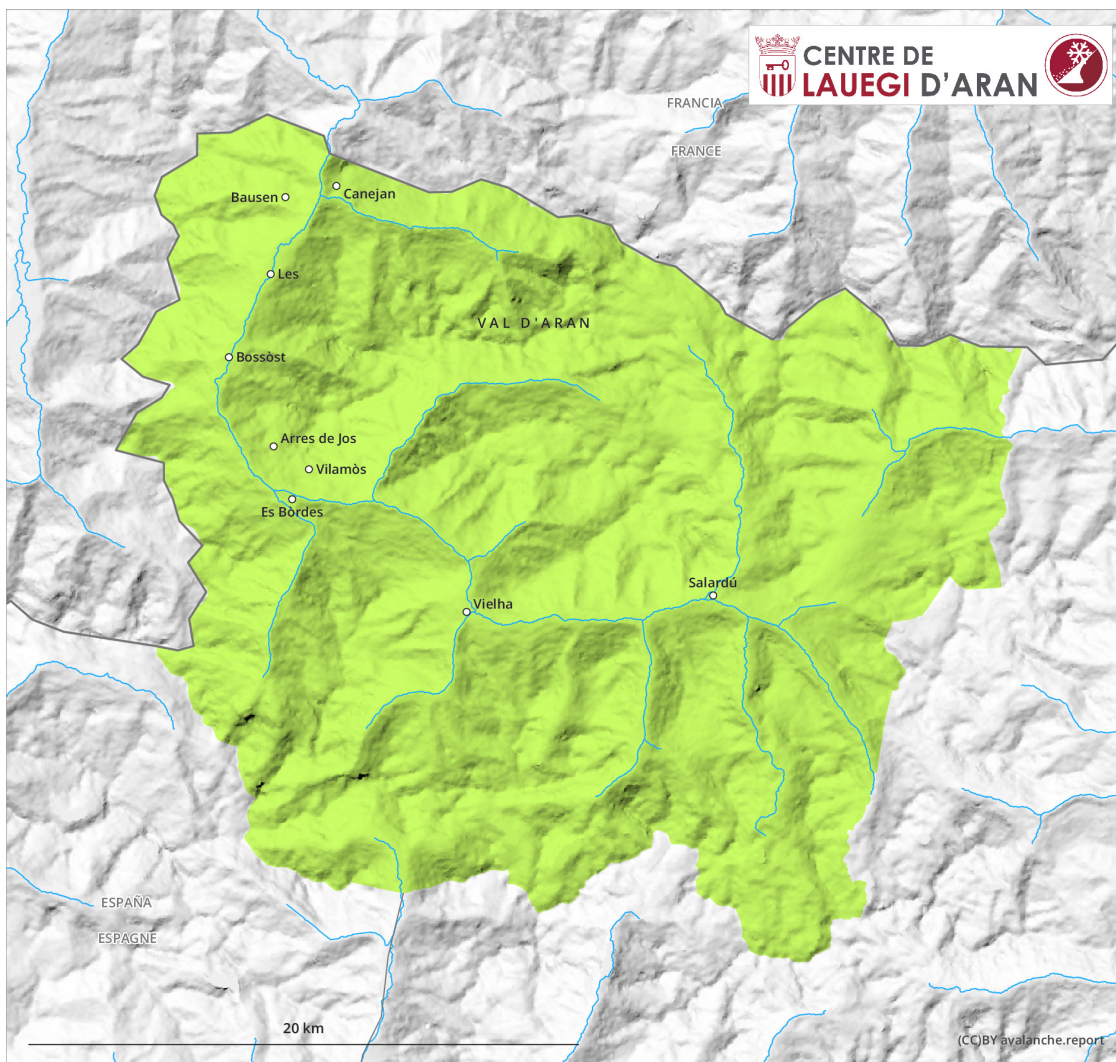 CENTRE DE
LAUEGI D'ARAN
FRANCIA
FRANCE
Canejan
Bausen
Les
VAL D'ARAN
Bossòst
Arres de Jos
Vilamòs
Es Bòrdes
Salardú
Vielha
ESPAÑA
ESPAGNE
20 km
(CC)BY avalanche.report